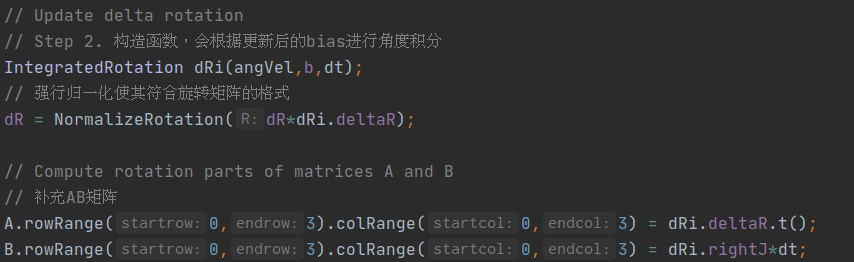 // Update delta rotation
// Step 2. 构造函数，会根据更新后的bias进行角度积分
IntegratedRotation dRi(angVel,b,dt);
// 强行归一化使其符合旋转矩阵的格式
dR = NormalizeRotation( R: dR*dRi.deltaR);
// Compute rotation parts of matrices A and B
// 补充AB矩阵
A.rowRange( startrow: 0, endrow: 3).colRange( startcol: 0, endcol: 3) = dRi.deltaR.t();
B.rowRange( startrow: 0, endrow: 3).colRange( startcol: 0, endcol: 3) = dRi.rightJ*dt;